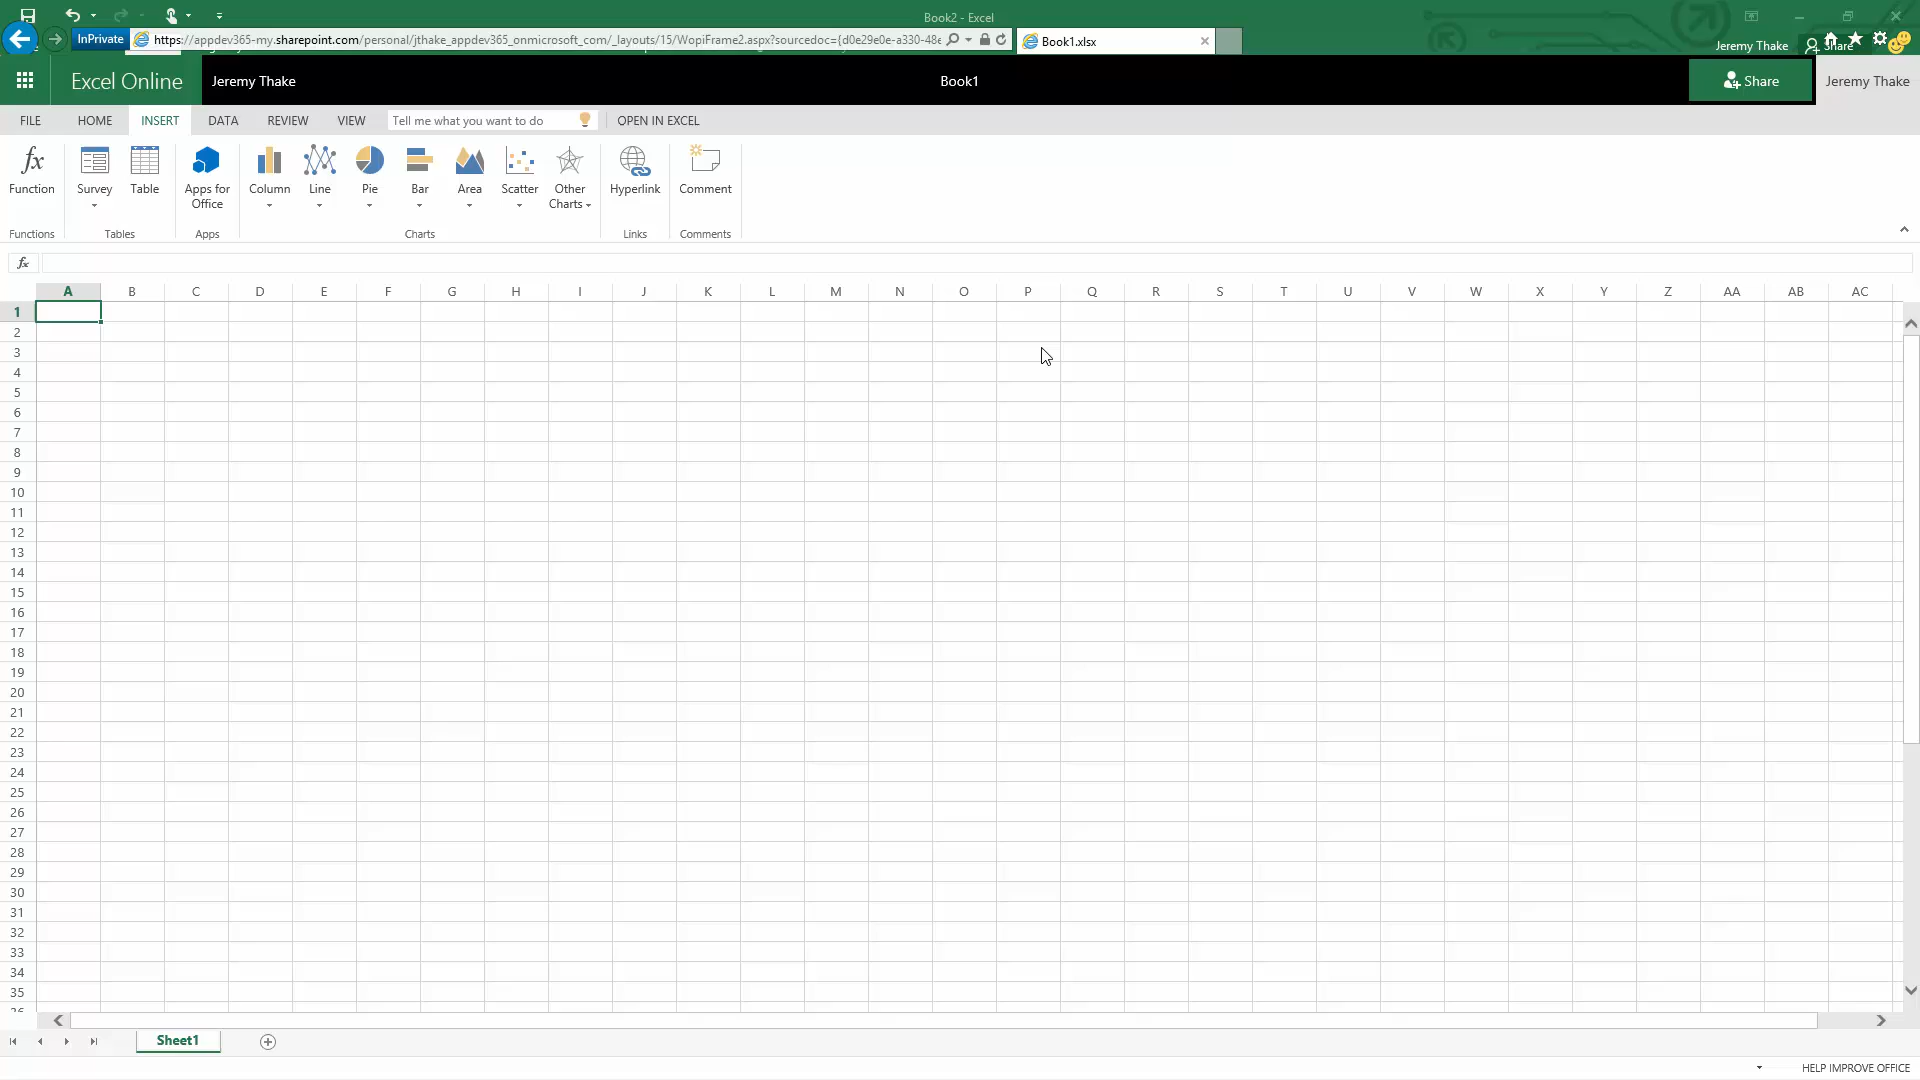 Book2 - Excel
InPrivate
https://appdev365-my.sharepoint.com/personal/jthake_appdev365_onmicrosoft_com/_layouts/15/WopiFrame2.aspx?sourcedoc={d0e29e0e-a330-48e
Book1.xlsx
Jeremy Thake
Share
Excel Online
Jeremy Thake
Book1
Share
Jeremy Thake
FILE HOME INSERT DATA REVIEW VIEW Tell me what you want to do OPEN IN EXCEL
fx
Function Survey Table Apps for Office Column Line Pie Bar Area Scatter Other Charts Hyperlink Comment
Functions Tables Apps Charts Links Comments
fx
A B C D E F G H I J K L M N O P Q R S T U V W X Y Z AA AB AC
1
2
3
4
5
6
7
8
9
10
11
12
13
14
15
16
17
18
19
20
21
22
23
24
25
26
27
28
29
30
31
32
33
34
35
Sheet1
HELP IMPROVE OFFICE